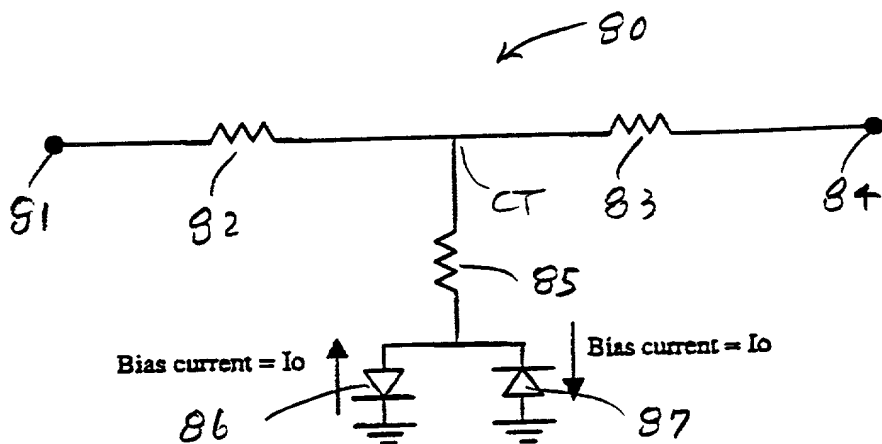 80
81
82
CT
83
84
85
Bias current = Io
Bias current = Io
86
87